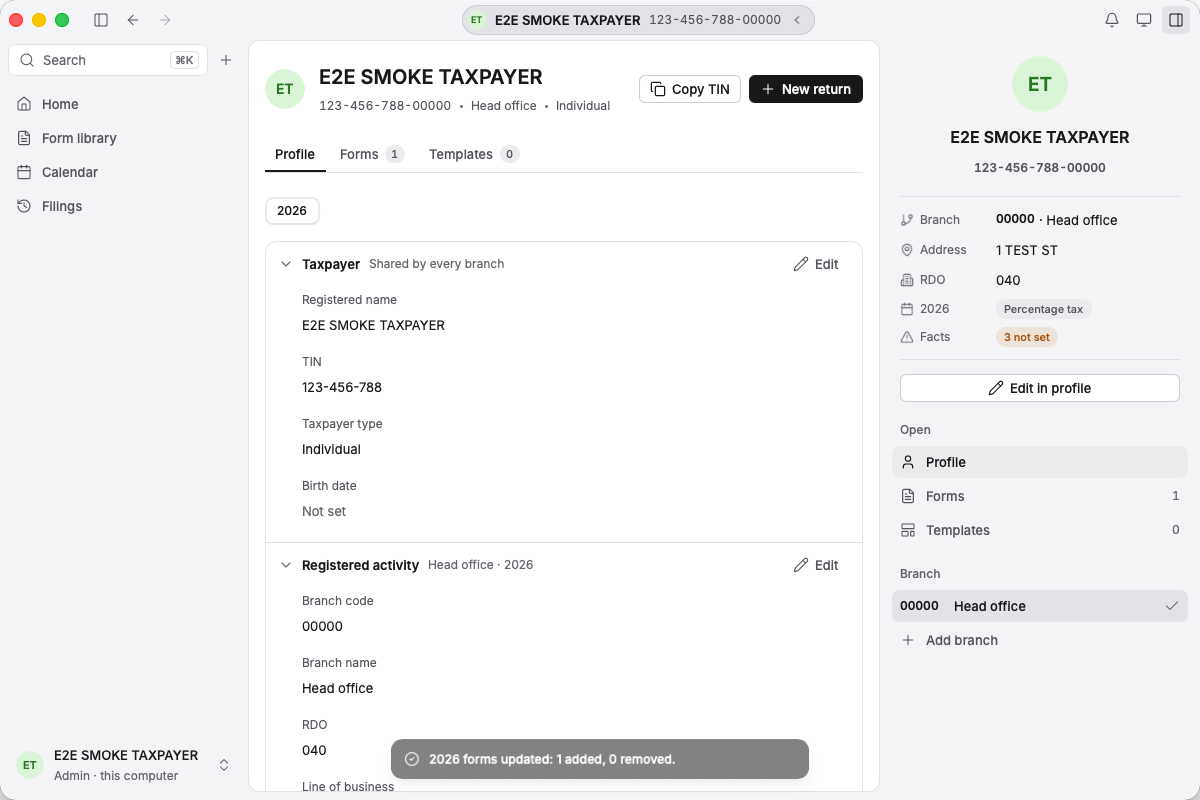 ET E2E SMOKE TAXPAYER 123-456-788-00000
Search ⌘K
Home
Form library
Calendar
Filings
ET
E2E SMOKE TAXPAYER
123-456-788-00000 • Head office • Individual
Copy TIN
New return
Profile
Forms 1
Templates 0
2026
Taxpayer Shared by every branch
Edit
Registered name
E2E SMOKE TAXPAYER
TIN
123-456-788
Taxpayer type
Individual
Birth date
Not set
Registered activity Head office · 2026
Edit
Branch code
00000
Branch name
Head office
RDO
040
Line of business
2026 forms updated: 1 added, 0 removed.
ET
E2E SMOKE TAXPAYER
Admin · this computer
ET
E2E SMOKE TAXPAYER
123-456-788-00000
Branch 00000 · Head office
Address 1 TEST ST
RDO 040
2026 Percentage tax
Facts 3 not set
Edit in profile
Open
Profile
Forms 1
Templates 0
Branch
00000 Head office
Add branch